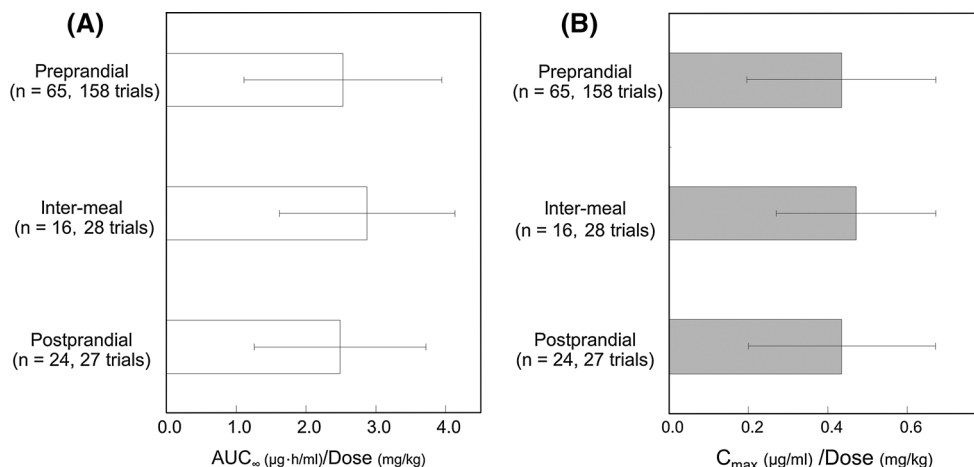 (A)
Preprandial
(n = 65, 158 trials)
Inter-meal
(n = 16, 28 trials)
Postprandial
(n = 24, 27 trials)
0.0 1.0 2.0 3.0 4.0
AUC∞ (µg·h/ml)/Dose (mg/kg)
(B)
Preprandial
(n = 65, 158 trials)
Inter-meal
(n = 16, 28 trials)
Postprandial
(n = 24, 27 trials)
0.0 0.2 0.4 0.6
Cmax (µg/ml) /Dose (mg/kg)